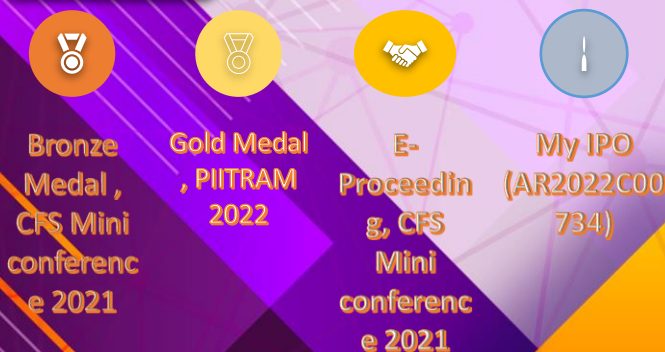 Bronze
Medal ,
CFS Mini
conferenc
e 2021
Gold Medal
, PIITRAM
2022
E-
Proceedin
g, CFS
Mini
conferenc
e 2021
My IPO
(AR2022C00
734)